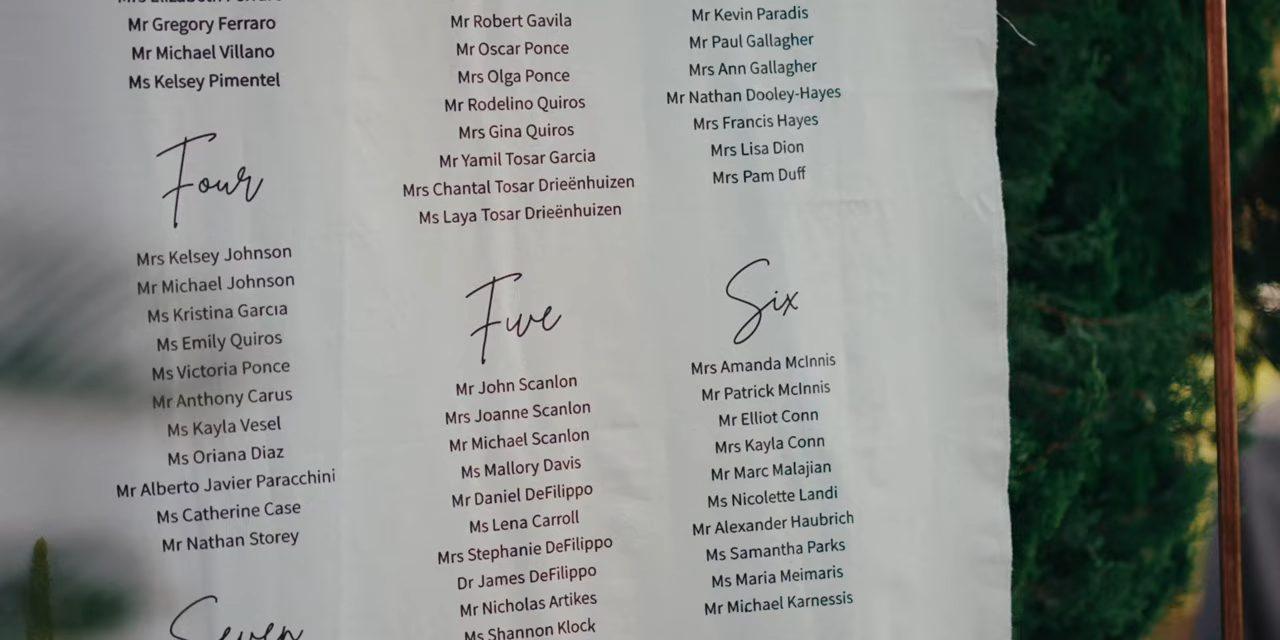 Mrs Elizabeth Ferraro
Mr Gregory Ferraro
Mr Michael Villano
Ms Kelsey Pimentel
Four
Mrs Kelsey Johnson
Mr Michael Johnson
Ms Kristina Garcia
Ms Emily Quiros
Ms Victoria Ponce
Mr Anthony Carus
Ms Kayla Vesel
Ms Oriana Diaz
Mr Alberto Javier Paracchini
Ms Catherine Case
Mr Nathan Storey
Seven
Mr Robert Gavila
Mr Oscar Ponce
Mrs Olga Ponce
Mr Rodelino Quiros
Mrs Gina Quiros
Mr Yamil Tosar Garcia
Mrs Chantal Tosar Drieënhuizen
Ms Laya Tosar Drieënhuizen
Five
Mr John Scanlon
Mrs Joanne Scanlon
Mr Michael Scanlon
Ms Mallory Davis
Mr Daniel DeFilippo
Ms Lena Carroll
Mrs Stephanie DeFilippo
Dr James DeFilippo
Mr Nicholas Artikes
Ms Shannon Klock
Mr Kevin Paradis
Mr Paul Gallagher
Mrs Ann Gallagher
Mr Nathan Dooley-Hayes
Mrs Francis Hayes
Mrs Lisa Dion
Mrs Pam Duff
Six
Mrs Amanda McInnis
Mr Patrick McInnis
Mr Elliot Conn
Mrs Kayla Conn
Mr Marc Malajian
Ms Nicolette Landi
Mr Alexander Haubrich
Ms Samantha Parks
Ms Maria Meimaris
Mr Michael Karnessis